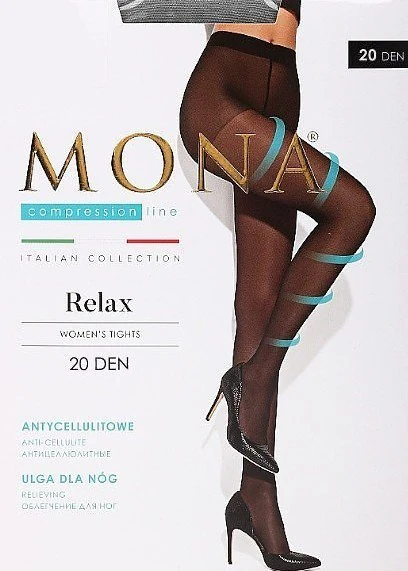 20 DEN
MONA®
compression line
ITALIAN COLLECTION
Relax
WOMEN'S TIGHTS
20 DEN
ANTYCELLULITOWE
ANTI-CELLULITE
АНТИЦЕЛЛЮЛИТНЫЕ
ULGA DLA NÓG
RELIEVING
ОБЛЕГЧЕНИЕ ДЛЯ НОГ